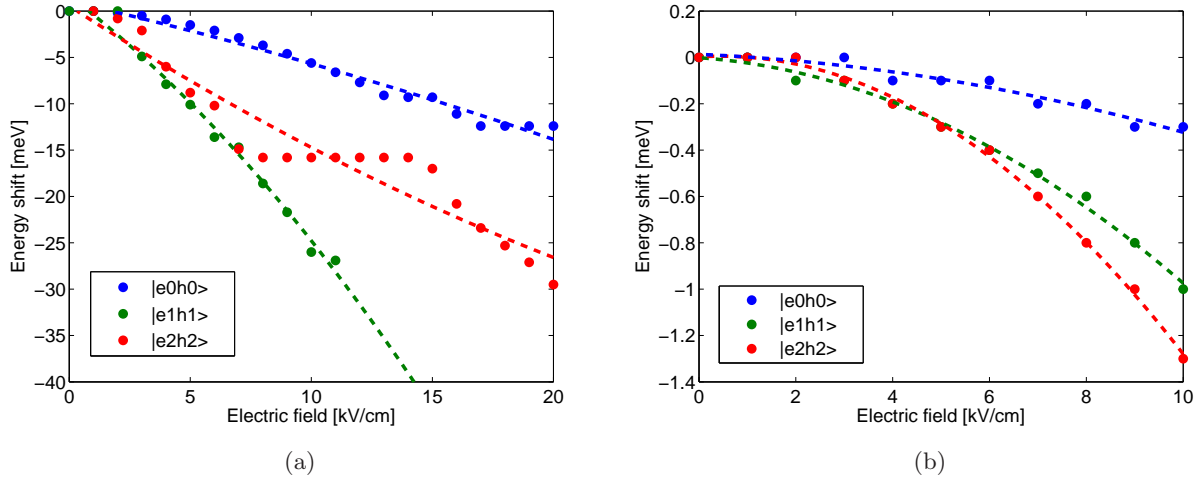 0
−5
−10
−15
−20
−25
−30
−35
−40
Energy shift [meV]
|e0h0>
|e1h1>
|e2h2>
0 5 10 15 20
Electric field [kV/cm]
(a)
0.2
0
−0.2
−0.4
−0.6
−0.8
−1
−1.2
−1.4
Energy shift [meV]
|e0h0>
|e1h1>
|e2h2>
0 2 4 6 8 10
Electric field [kV/cm]
(b)